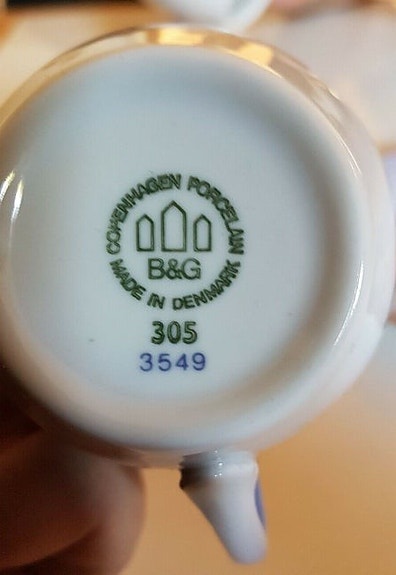 COPENHAGEN PORCELAIN
B&G
MADE IN DENMARK
305
3549